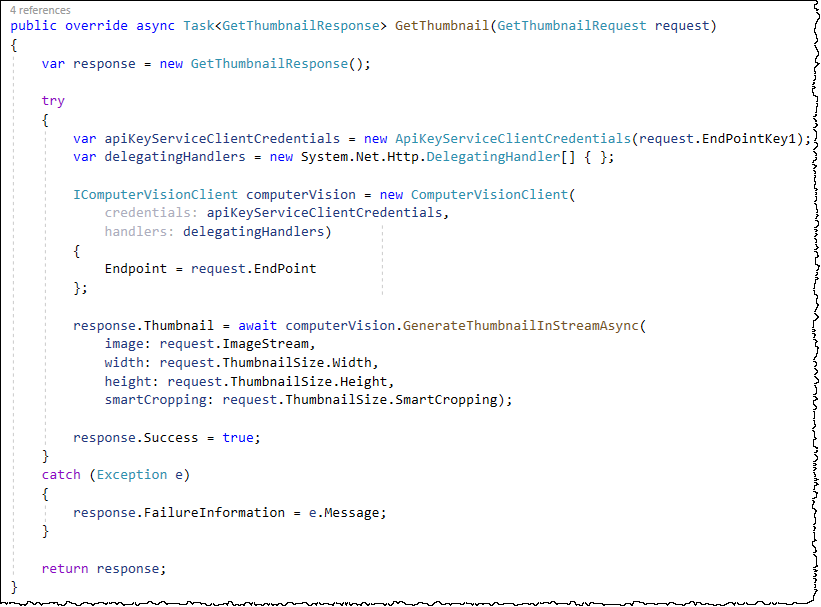 4 references
public override async Task<GetThumbnailResponse> GetThumbnail(GetThumbnailRequest request)
{
    var response = new GetThumbnailResponse();

    try
    {
        var apiKeyServiceClientCredentials = new ApiKeyServiceClientCredentials(request.EndPointKey1);
        var delegatingHandlers = new System.Net.Http.DelegatingHandler[] { };

        IComputerVisionClient computerVision = new ComputerVisionClient(
            credentials: apiKeyServiceClientCredentials,
            handlers: delegatingHandlers)
        {
            Endpoint = request.EndPoint
        };

        response.Thumbnail = await computerVision.GenerateThumbnailInStreamAsync(
            image: request.ImageStream,
            width: request.ThumbnailSize.Width,
            height: request.ThumbnailSize.Height,
            smartCropping: request.ThumbnailSize.SmartCropping);

        response.Success = true;
    }
    catch (Exception e)
    {
        response.FailureInformation = e.Message;
    }

    return response;
}